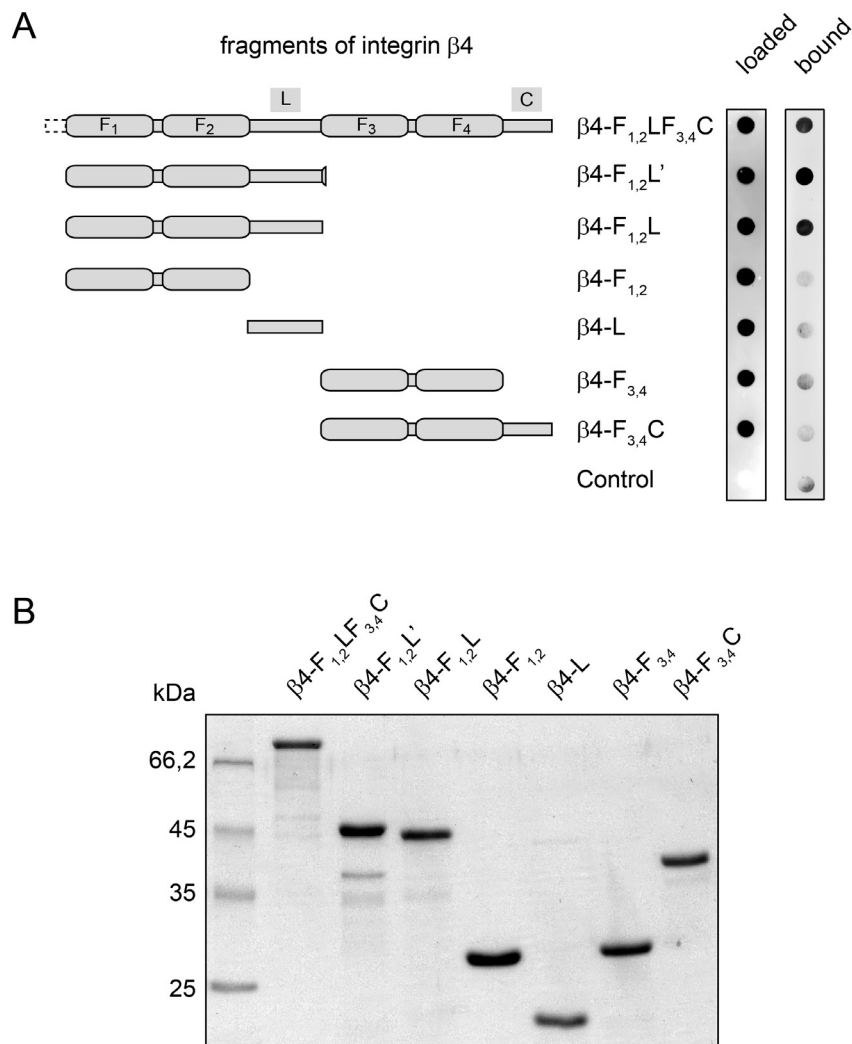 A
fragments of integrin β4
loaded
bound
L
C
F1
F2
F3
F4
β4-F1,2LF3,4C
β4-F1,2L’
β4-F1,2L
β4-F1,2
β4-L
β4-F3,4
β4-F3,4C
Control
B
kDa
β4-F1,2LF3,4C
β4-F1,2L’
β4-F1,2L
β4-F1,2
β4-L
β4-F3,4
β4-F3,4C
66,2
45
35
25